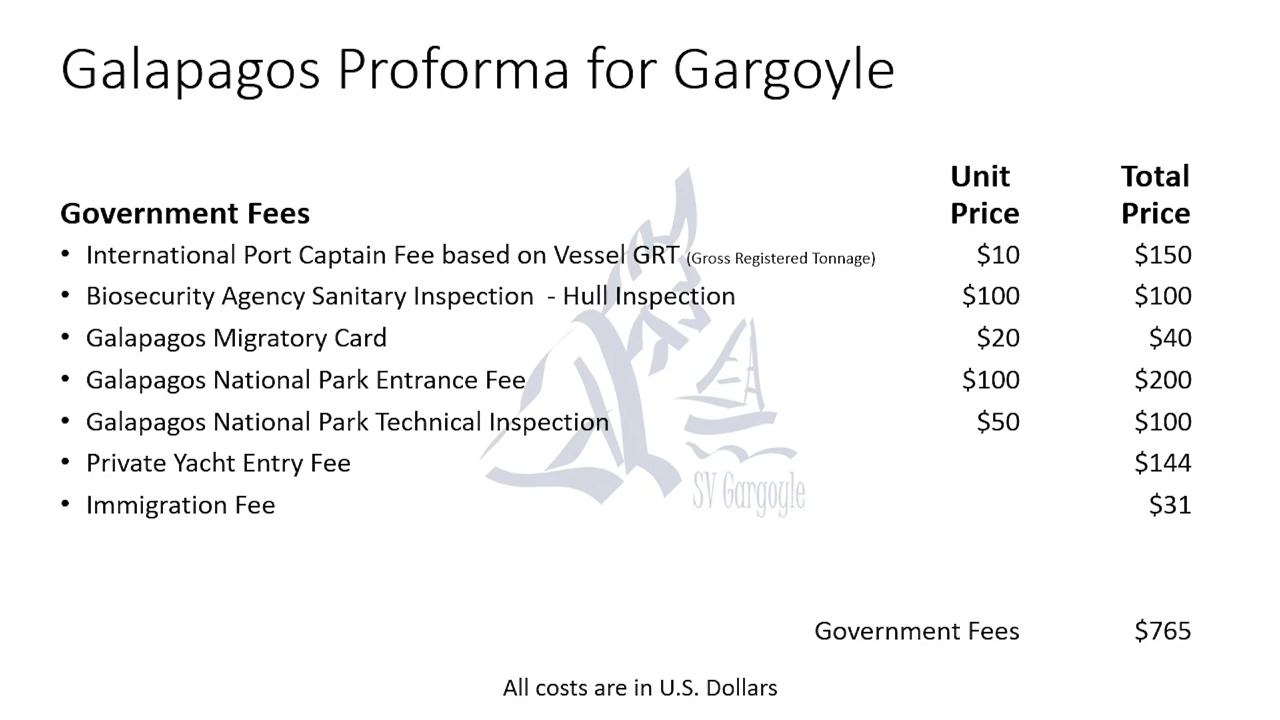 Galapagos Proforma for Gargoyle
Unit Total
Government Fees Price Price
• International Port Captain Fee based on Vessel GRT (Gross Registered Tonnage) $10 $150
• Biosecurity Agency Sanitary Inspection - Hull Inspection $100 $100
• Galapagos Migratory Card $20 $40
• Galapagos National Park Entrance Fee $100 $200
• Galapagos National Park Technical Inspection $50 $100
• Private Yacht Entry Fee $144
• Immigration Fee $31
SV Gargoyle
Government Fees $765
All costs are in U.S. Dollars